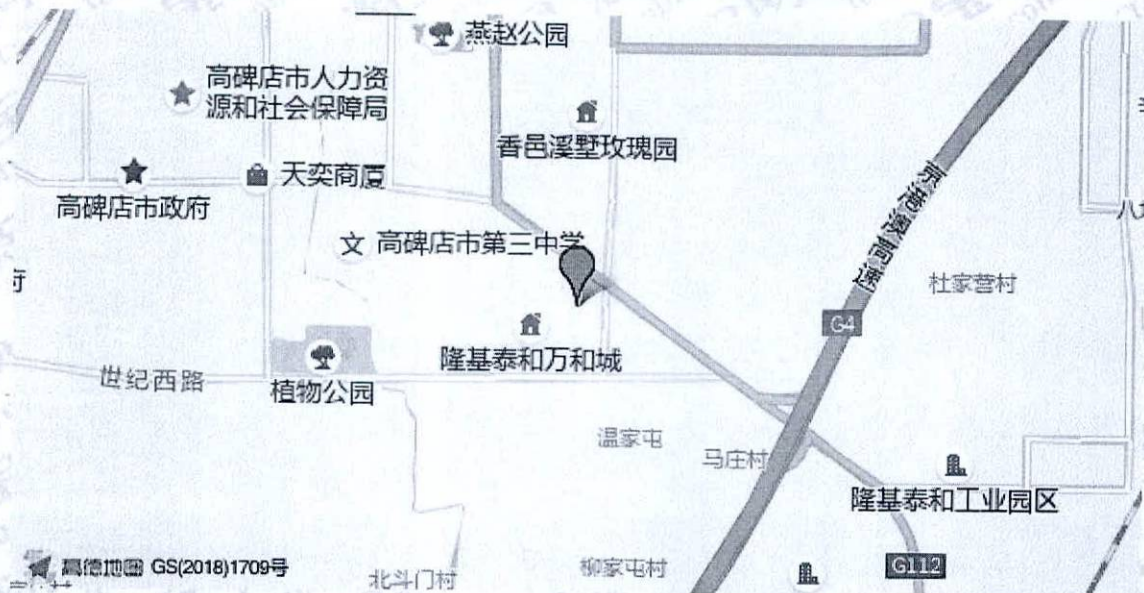 燕赵公园
高碑店市人力资
源和社会保障局
香邑溪墅玫瑰园
天奕商厦
高碑店市政府
京港澳高速
文 高碑店市第三中学
杜家营村
G4
隆基泰和万和城
世纪西路
植物公园
温家屯
马庄村
隆基泰和工业园区
高德地图 GS(2018)1709号
北斗门村
柳家屯村
G112